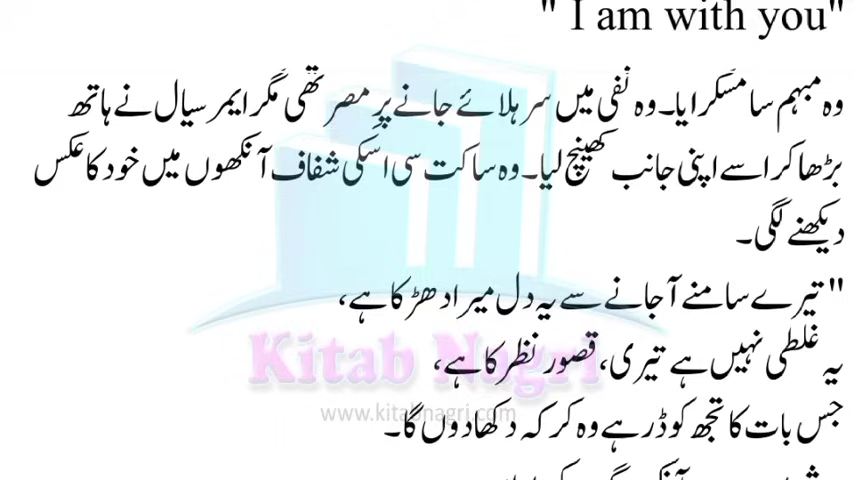 " I am with you"
وہ مبہم سا مسکرایا۔ وہ نفی میں سر ہلائے جانے پر مصر تھی مگر ایمر سیال نے ہاتھ
بڑھا کر اسے اپنی جانب کھینچ لیا۔ وہ ساکت سی اسکی شفاف آنکھوں میں خود کا عکس
دیکھنے لگی۔
" تیرے سامنے آجانے سے یہ دل میرا دھڑکا ہے،
Kitab Nagri
یہ غلطی نہیں ہے تیری، قصور نظر کا ہے،
www.kitabnagri.com
جس بات کا تجھ کو ڈر ہے وہ کر کہ دکھا دوں گا۔